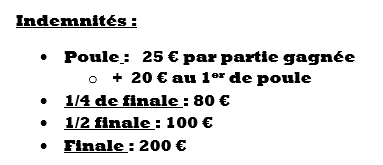 Indemnités :
• Poule : 25 € par partie gagnée
o + 20 € au 1er de poule
• 1/4 de finale : 80 €
• 1/2 finale : 100 €
• Finale : 200 €